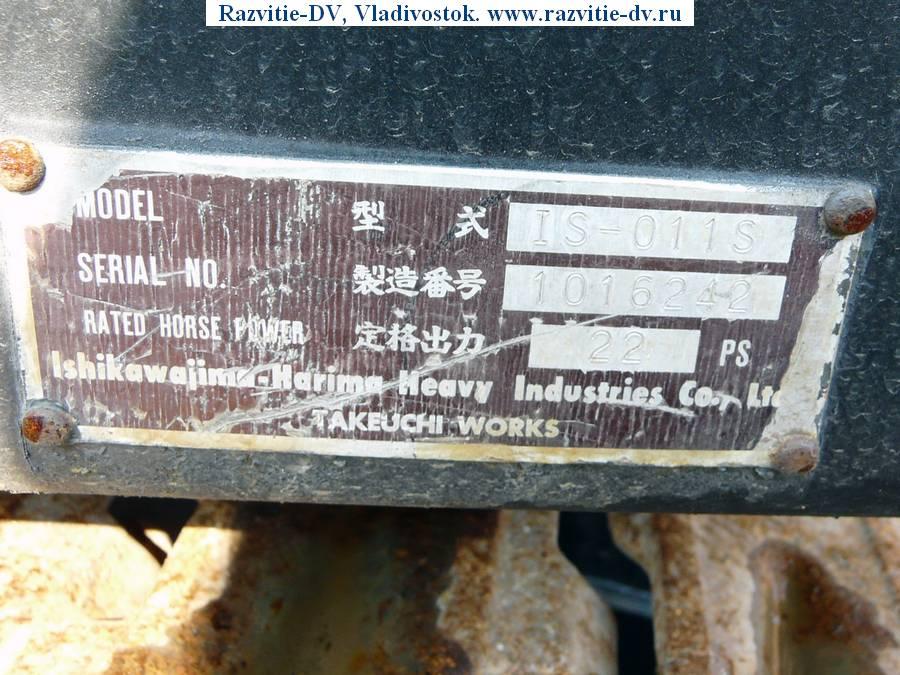 Razvitie-DV, Vladivostok. www.razvitie-dv.ru
MODEL 型式 IS-011S
SERIAL NO. 製造番号 1016242
RATED HORSE POWER 定格出力 22 PS
Ishikawajima-Harima Heavy Industries Co., Ltd
TAKEUCHI WORKS